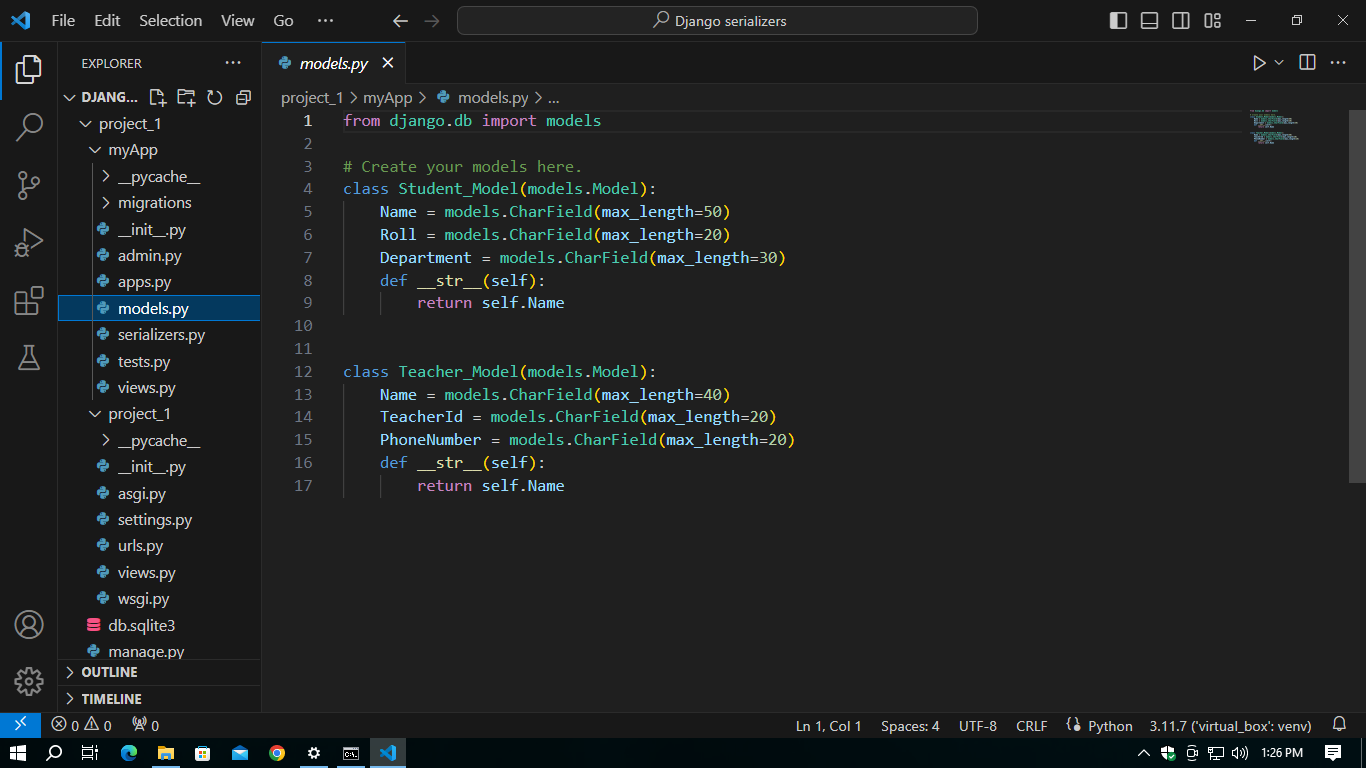 File Edit Selection View Go ...
Django serializers
EXPLORER ...
DJANG...
project_1
myApp
__pycache__
migrations
__init__.py
admin.py
apps.py
models.py
serializers.py
tests.py
views.py
project_1
__pycache__
__init__.py
asgi.py
settings.py
urls.py
views.py
wsgi.py
db.sqlite3
manage.py
OUTLINE
TIMELINE
models.py
project_1 > myApp > models.py > ...
1 from django.db import models
2
3 # Create your models here.
4 class Student_Model(models.Model):
5     Name = models.CharField(max_length=50)
6     Roll = models.CharField(max_length=20)
7     Department = models.CharField(max_length=30)
8     def __str__(self):
9         return self.Name
10
11
12 class Teacher_Model(models.Model):
13     Name = models.CharField(max_length=40)
14     TeacherId = models.CharField(max_length=20)
15     PhoneNumber = models.CharField(max_length=20)
16     def __str__(self):
17         return self.Name
0 0 0 Ln 1, Col 1 Spaces: 4 UTF-8 CRLF Python 3.11.7 ('virtual_box': venv)
1:26 PM